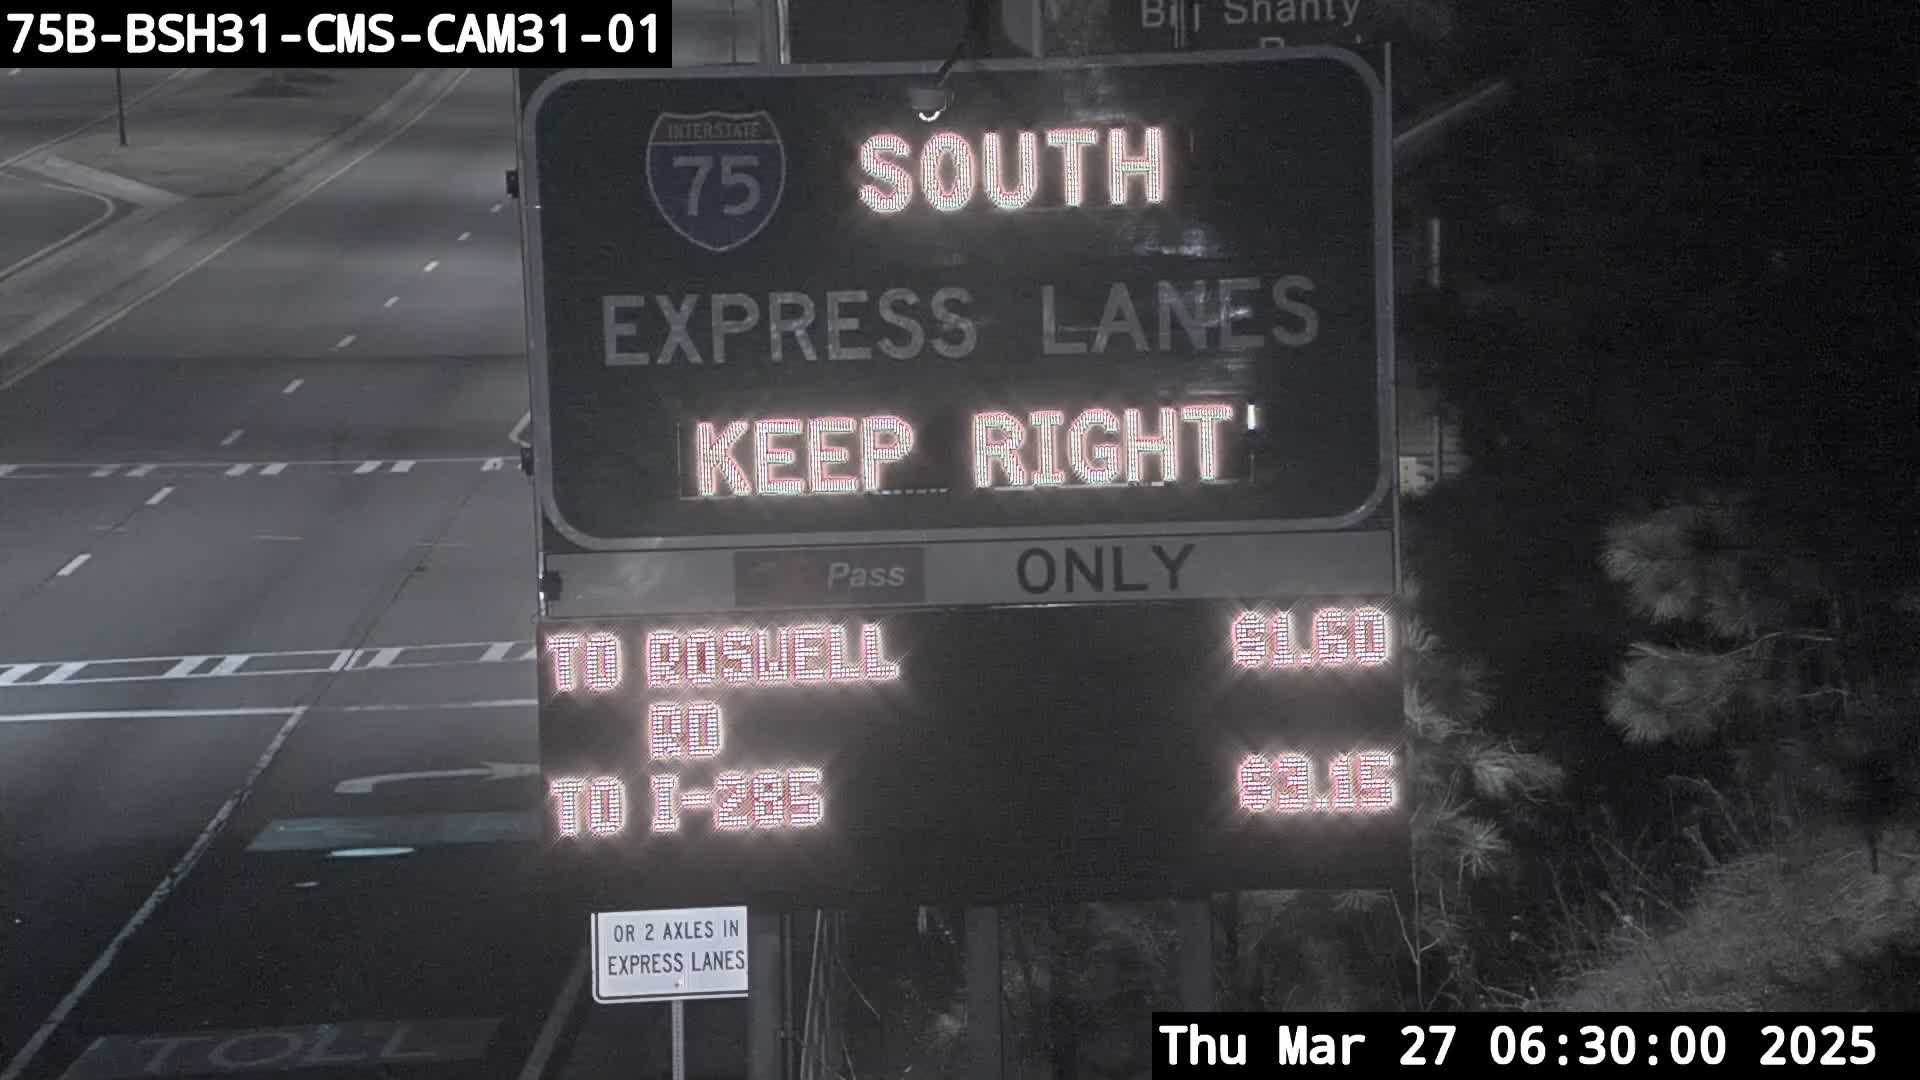 75B-BSH31-CMS-CAM31-01
Shanty
INTERSTATE
75
SOUTH
EXPRESS LANES
KEEP RIGHT
Pass ONLY
TO ROSWELL $1.60
RD
TO I-285 $3.15
OR 2 AXLES IN
EXPRESS LANES
TOLL
Thu Mar 27 06:30:00 2025